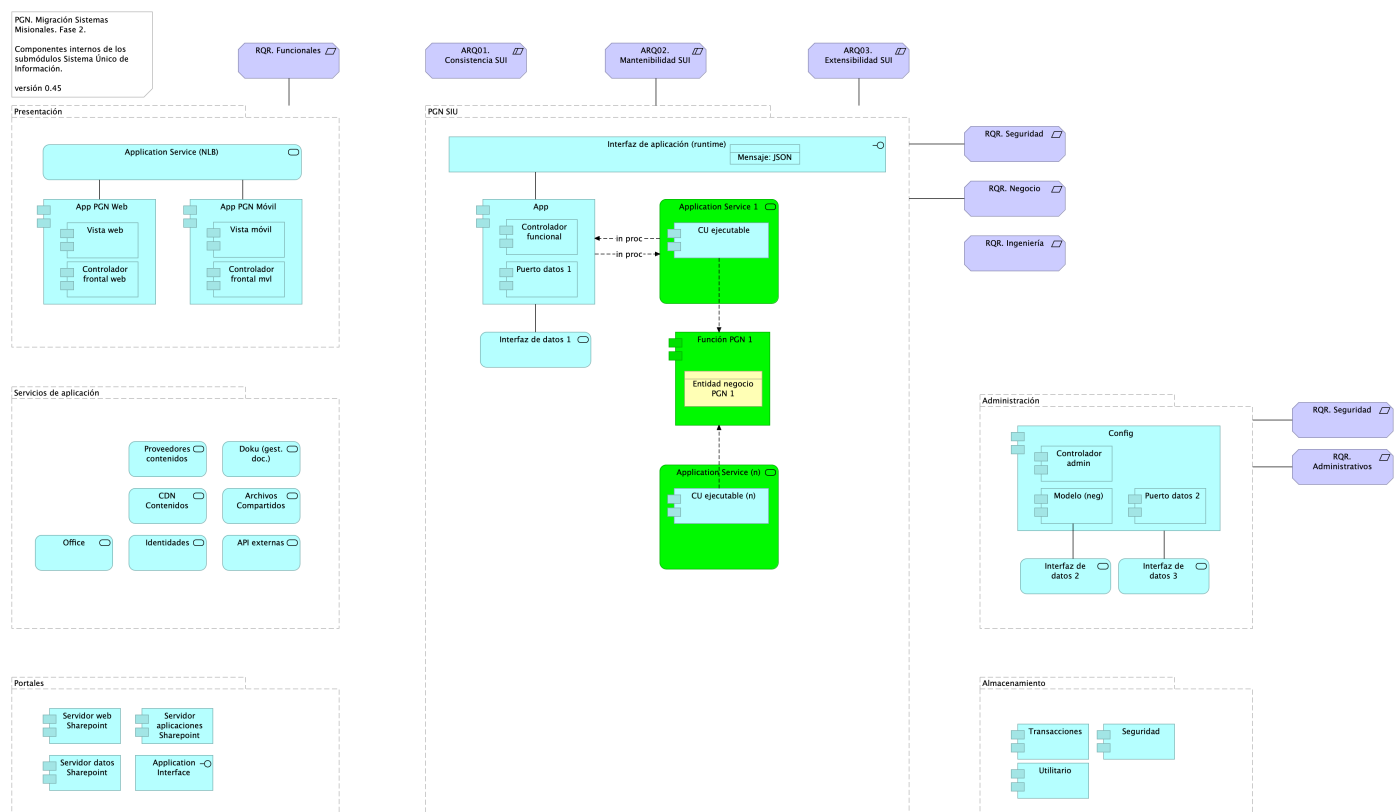 PGN. Migración Sistemas
Misionales. Fase 2.
Componentes internos de los
submódulos Sistema Único de
Información.
versión 0.45
RQR. Funcionales
ARQ01.
Consistencia SUI
ARQ02.
Mantenibilidad SUI
ARQ03.
Extensibilidad SUI
Presentación
Application Service (NLB)
App PGN Web
Vista web
Controlador
frontal web
App PGN Móvil
Vista móvil
Controlador
frontal mvl
PGN SIU
Interfaz de aplicación (runtime)
Mensaje: JSON
App
Controlador
funcional
Puerto datos 1
Interfaz de datos 1
in proc
in proc
Application Service 1
CU ejecutable
Función PGN 1
Entidad negocio
PGN 1
Application Service (n)
CU ejecutable (n)
RQR. Seguridad
RQR. Negocio
RQR. Ingeniería
Servicios de aplicación
Proveedores
contenidos
Doku (gest.
doc.)
CDN
Contenidos
Archivos
Compartidos
Office
Identidades
API externas
Administración
Config
Controlador
admin
Modelo (neg)
Puerto datos 2
Interfaz de
datos 2
Interfaz de
datos 3
RQR. Seguridad
RQR.
Administrativos
Portales
Servidor web
Sharepoint
Servidor
aplicaciones
Sharepoint
Servidor datos
Sharepoint
Application
Interface
Almacenamiento
Transacciones
Seguridad
Utilitario